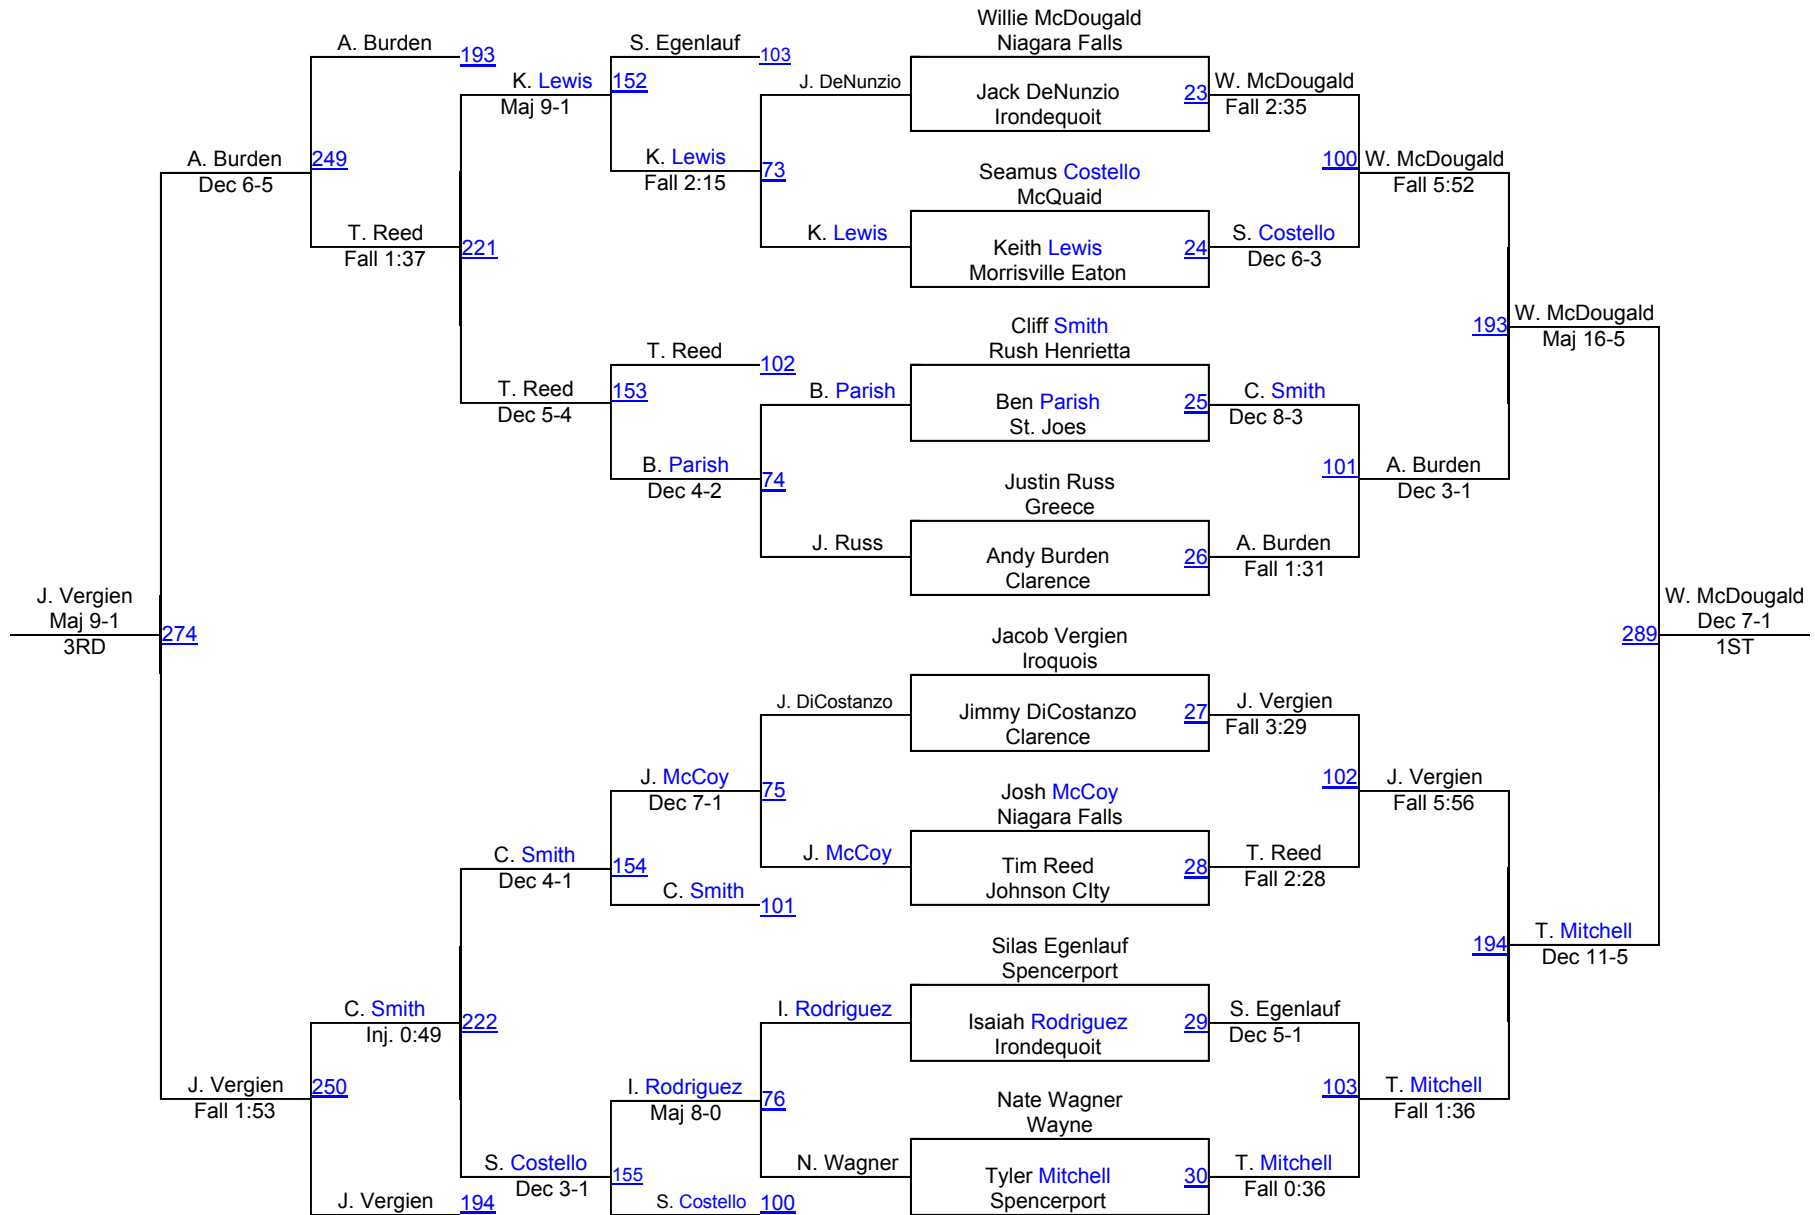 Willie McDougald
Niagara Falls
A. Burden
193
S. Egenlauf
103
K. Lewis
152
Maj 9-1
J. DeNunzio
Jack DeNunzio
Irondequoit
23
W. McDougald
Fall 2:35
A. Burden
249
Dec 6-5
K. Lewis
73
Fall 2:15
Seamus Costello
McQuaid
100
W. McDougald
Fall 5:52
T. Reed
221
Fall 1:37
K. Lewis
Keith Lewis
Morrisville Eaton
24
S. Costello
Dec 6-3
Cliff Smith
Rush Henrietta
193
W. McDougald
Maj 16-5
T. Reed
102
T. Reed
153
Dec 5-4
B. Parish
Ben Parish
St. Joes
25
C. Smith
Dec 8-3
B. Parish
74
Dec 4-2
Justin Russ
Greece
101
A. Burden
Dec 3-1
J. Russ
Andy Burden
Clarence
26
A. Burden
Fall 1:31
J. Vergien
Maj 9-1
3RD
274
Jacob Vergien
Iroquois
289
W. McDougald
Dec 7-1
1ST
J. DiCostanzo
Jimmy DiCostanzo
Clarence
27
J. Vergien
Fall 3:29
J. McCoy
75
Dec 7-1
Josh McCoy
Niagara Falls
102
J. Vergien
Fall 5:56
C. Smith
154
Dec 4-1
J. McCoy
Tim Reed
Johnson CIty
28
T. Reed
Fall 2:28
C. Smith
101
Silas Egenlauf
Spencerport
194
T. Mitchell
Dec 11-5
C. Smith
222
Inj. 0:49
I. Rodriguez
Isaiah Rodriguez
Irondequoit
29
S. Egenlauf
Dec 5-1
J. Vergien
250
Fall 1:53
I. Rodriguez
76
Maj 8-0
Nate Wagner
Wayne
103
T. Mitchell
Fall 1:36
S. Costello
155
Dec 3-1
N. Wagner
Tyler Mitchell
Spencerport
30
T. Mitchell
Fall 0:36
J. Vergien
194
S. Costello
100